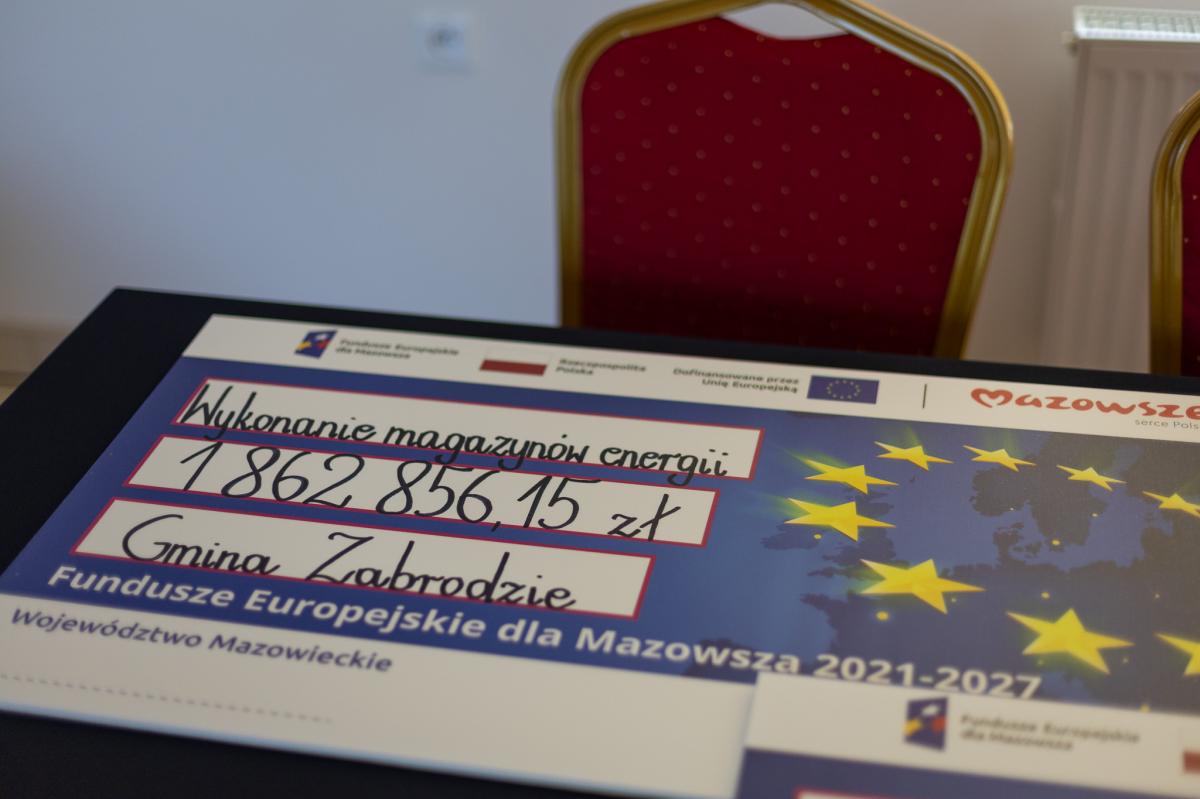 Fundusze Europejskie
dla Mazowsza
Rzeczpospolita
Polska
Dofinansowane przez
Unię Europejską
Mazowsze
serce Pols
Wykonanie magazynów energii
1 862 856,15 zł
Gmina Zabrodzie
Fundusze Europejskie dla Mazowsza 2021-2027
Województwo Mazowieckie
Fundusze Europejskie
dla Mazowsza